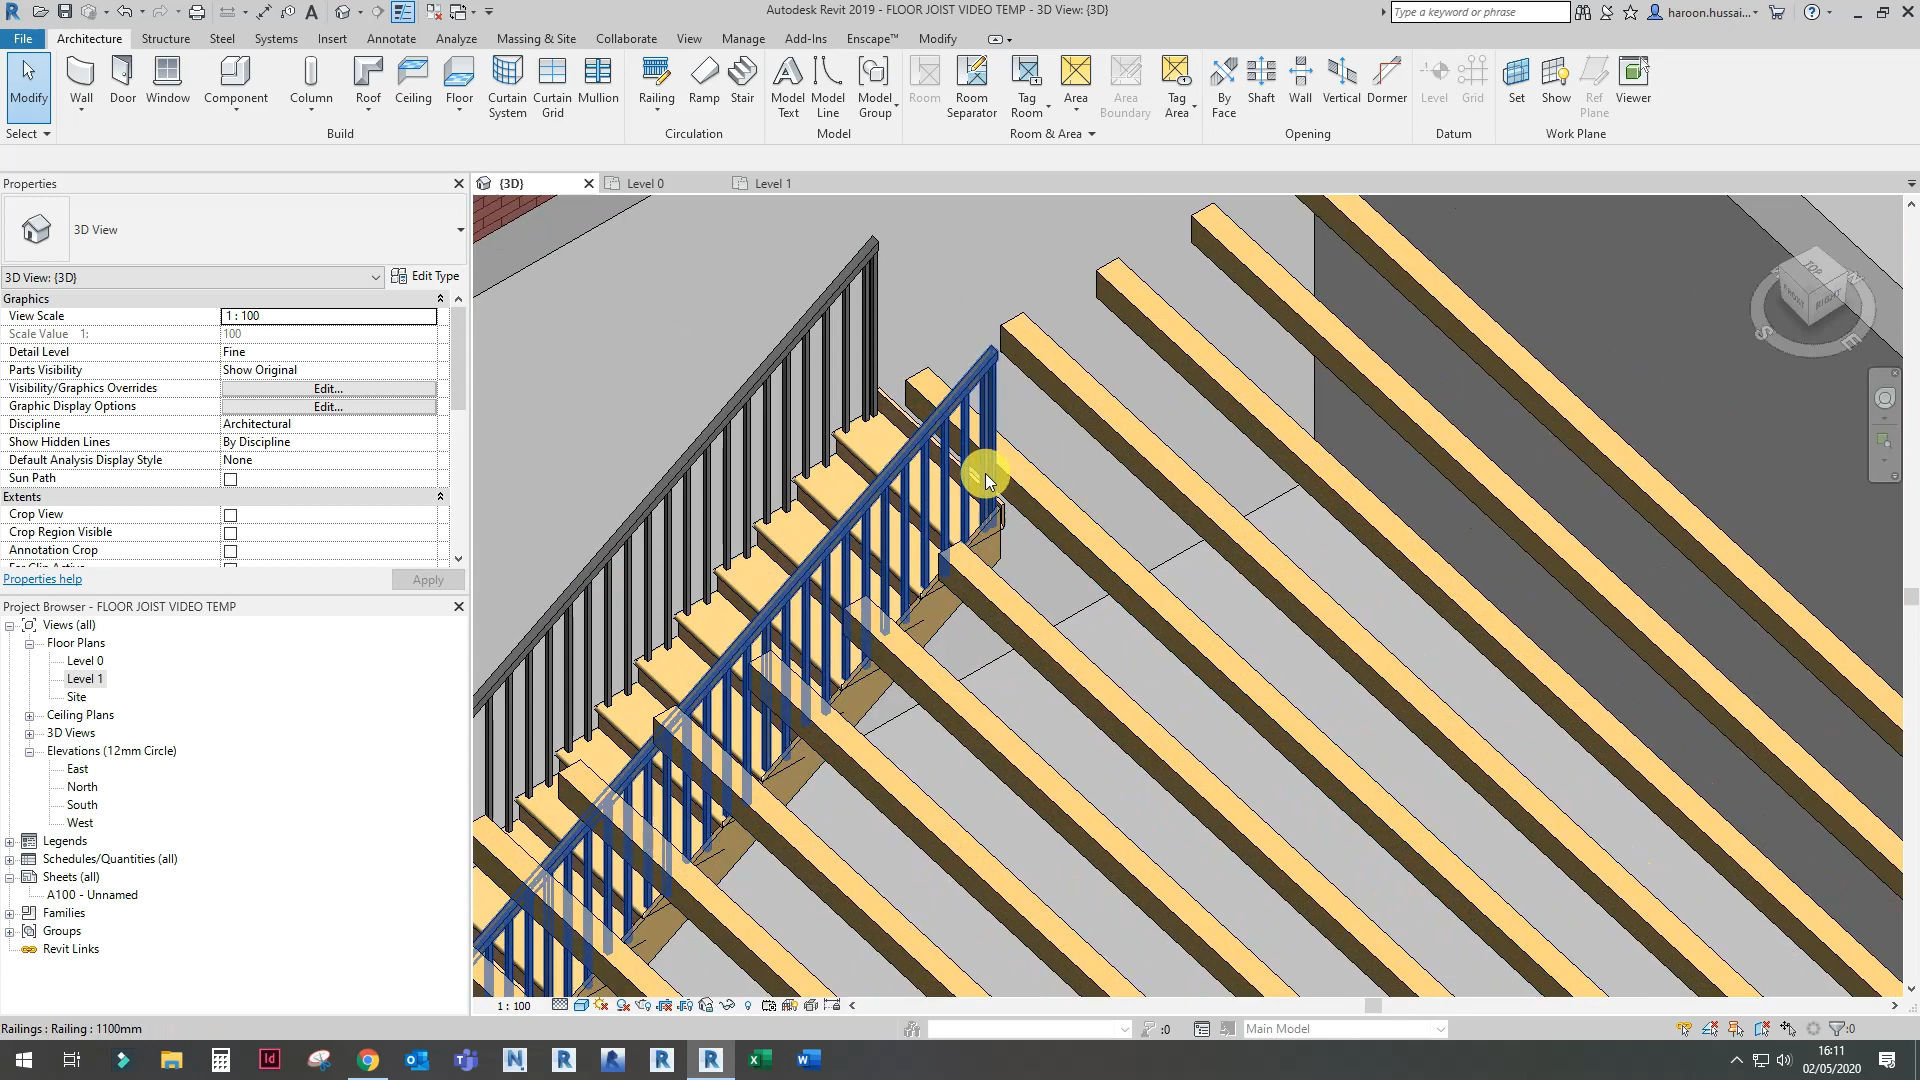 Autodesk Revit 2019 - FLOOR JOIST VIDEO TEMP - 3D View: {3D}
Type a keyword or phrase
haroon.hussai...
File Architecture Structure Steel Systems Insert Annotate Analyze Massing & Site Collaborate View Manage Add-Ins Enscape™ Modify
Modify Wall Door Window Component Column Roof Ceiling Floor Curtain System Curtain Grid Mullion Railing Ramp Stair Model Text Model Line Model Group Room Room Separator Tag Room Area Area Boundary Tag Area By Face Shaft Wall Vertical Dormer Level Grid Set Show Ref Plane Viewer
Select Build Circulation Model Room & Area Opening Datum Work Plane
Properties
{3D} Level 0 Level 1
3D View
3D View: {3D} Edit Type
Graphics
View Scale 1 : 100
Scale Value 1: 100
Detail Level Fine
Parts Visibility Show Original
Visibility/Graphics Overrides Edit...
Graphic Display Options Edit...
Discipline Architectural
Show Hidden Lines By Discipline
Default Analysis Display Style None
Sun Path
Extents
Crop View
Crop Region Visible
Annotation Crop
Properties help Apply
Project Browser - FLOOR JOIST VIDEO TEMP
Views (all)
Floor Plans
Level 0
Level 1
Site
Ceiling Plans
3D Views
Elevations (12mm Circle)
East
North
South
West
Legends
Schedules/Quantities (all)
Sheets (all)
A100 - Unnamed
Families
Groups
Revit Links
TOP
FRONT RIGHT
S E N
1 : 100
Railings : Railing : 1100mm
:0
Main Model
:0
16:11
02/05/2020